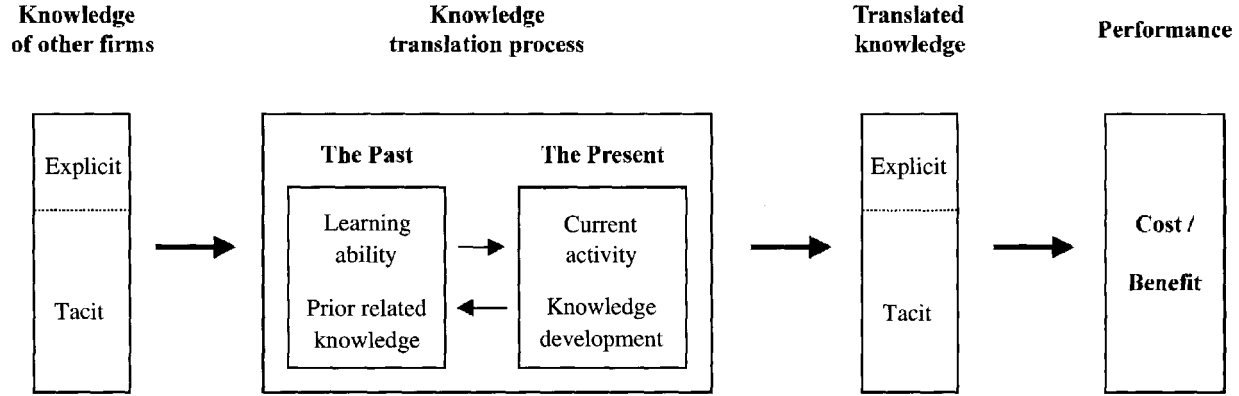 Knowledge
of other firms
Knowledge
translation process
Translated
knowledge
Performance
Explicit
Tacit
The Past
Learning
ability
Prior related
knowledge
The Present
Current
activity
Knowledge
development
Explicit
Tacit
Cost /
Benefit